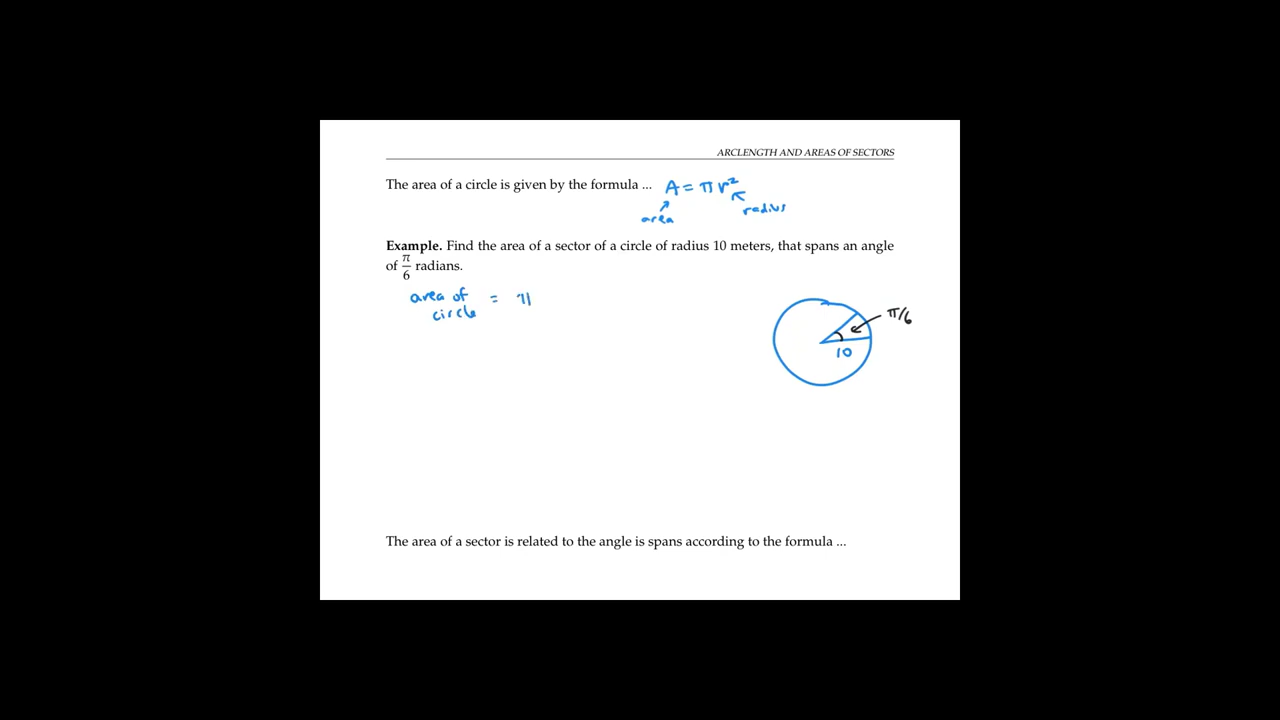 ARCLENGTH AND AREAS OF SECTORS
The area of a circle is given by the formula ... A = πr²
area
radius
Example. Find the area of a sector of a circle of radius 10 meters, that spans an angle
of π/6 radians.
area of = π
circle
π/6
10
The area of a sector is related to the angle is spans according to the formula ...